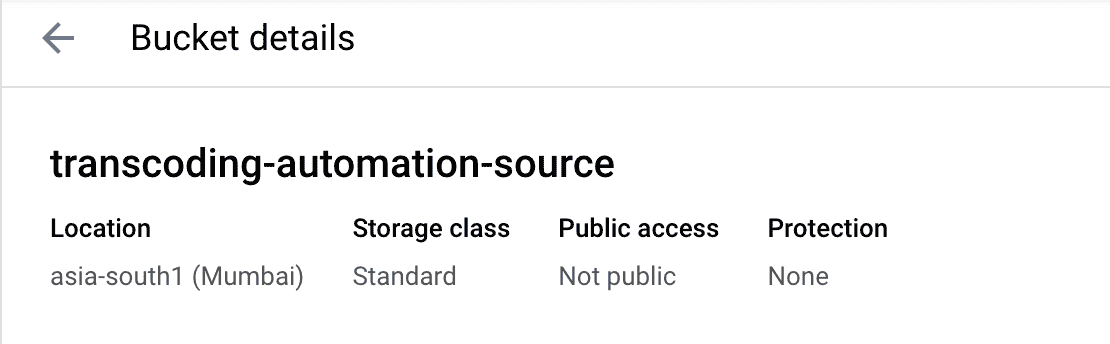 Bucket details
transcoding-automation-source
Location Storage class Public access Protection
asia-south1 (Mumbai) Standard Not public None